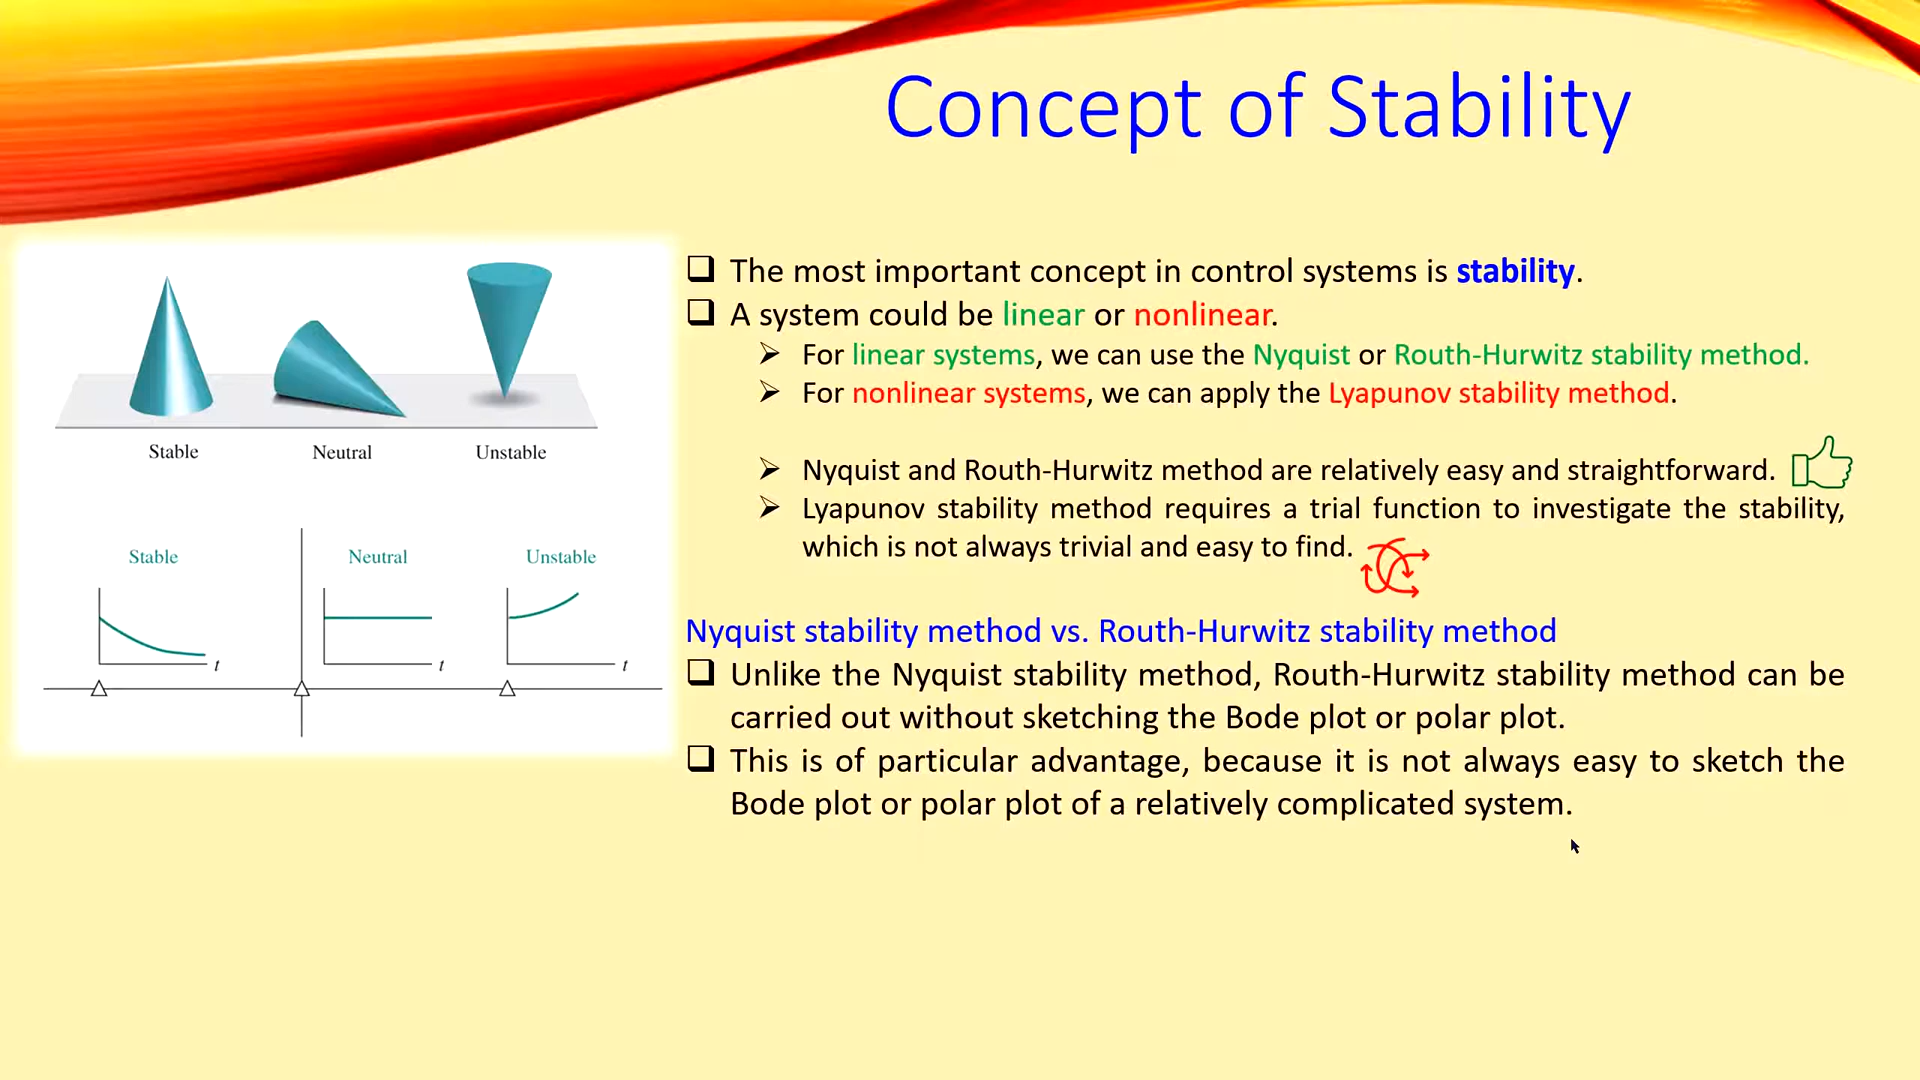 Concept of Stability
Stable
Neutral
Unstable
Stable
Neutral
Unstable
t
t
t
The most important concept in control systems is stability.
A system could be linear or nonlinear.
For linear systems, we can use the Nyquist or Routh-Hurwitz stability method.
For nonlinear systems, we can apply the Lyapunov stability method.
Nyquist and Routh-Hurwitz method are relatively easy and straightforward.
Lyapunov stability method requires a trial function to investigate the stability,
which is not always trivial and easy to find.
Nyquist stability method vs. Routh-Hurwitz stability method
Unlike the Nyquist stability method, Routh-Hurwitz stability method can be
carried out without sketching the Bode plot or polar plot.
This is of particular advantage, because it is not always easy to sketch the
Bode plot or polar plot of a relatively complicated system.